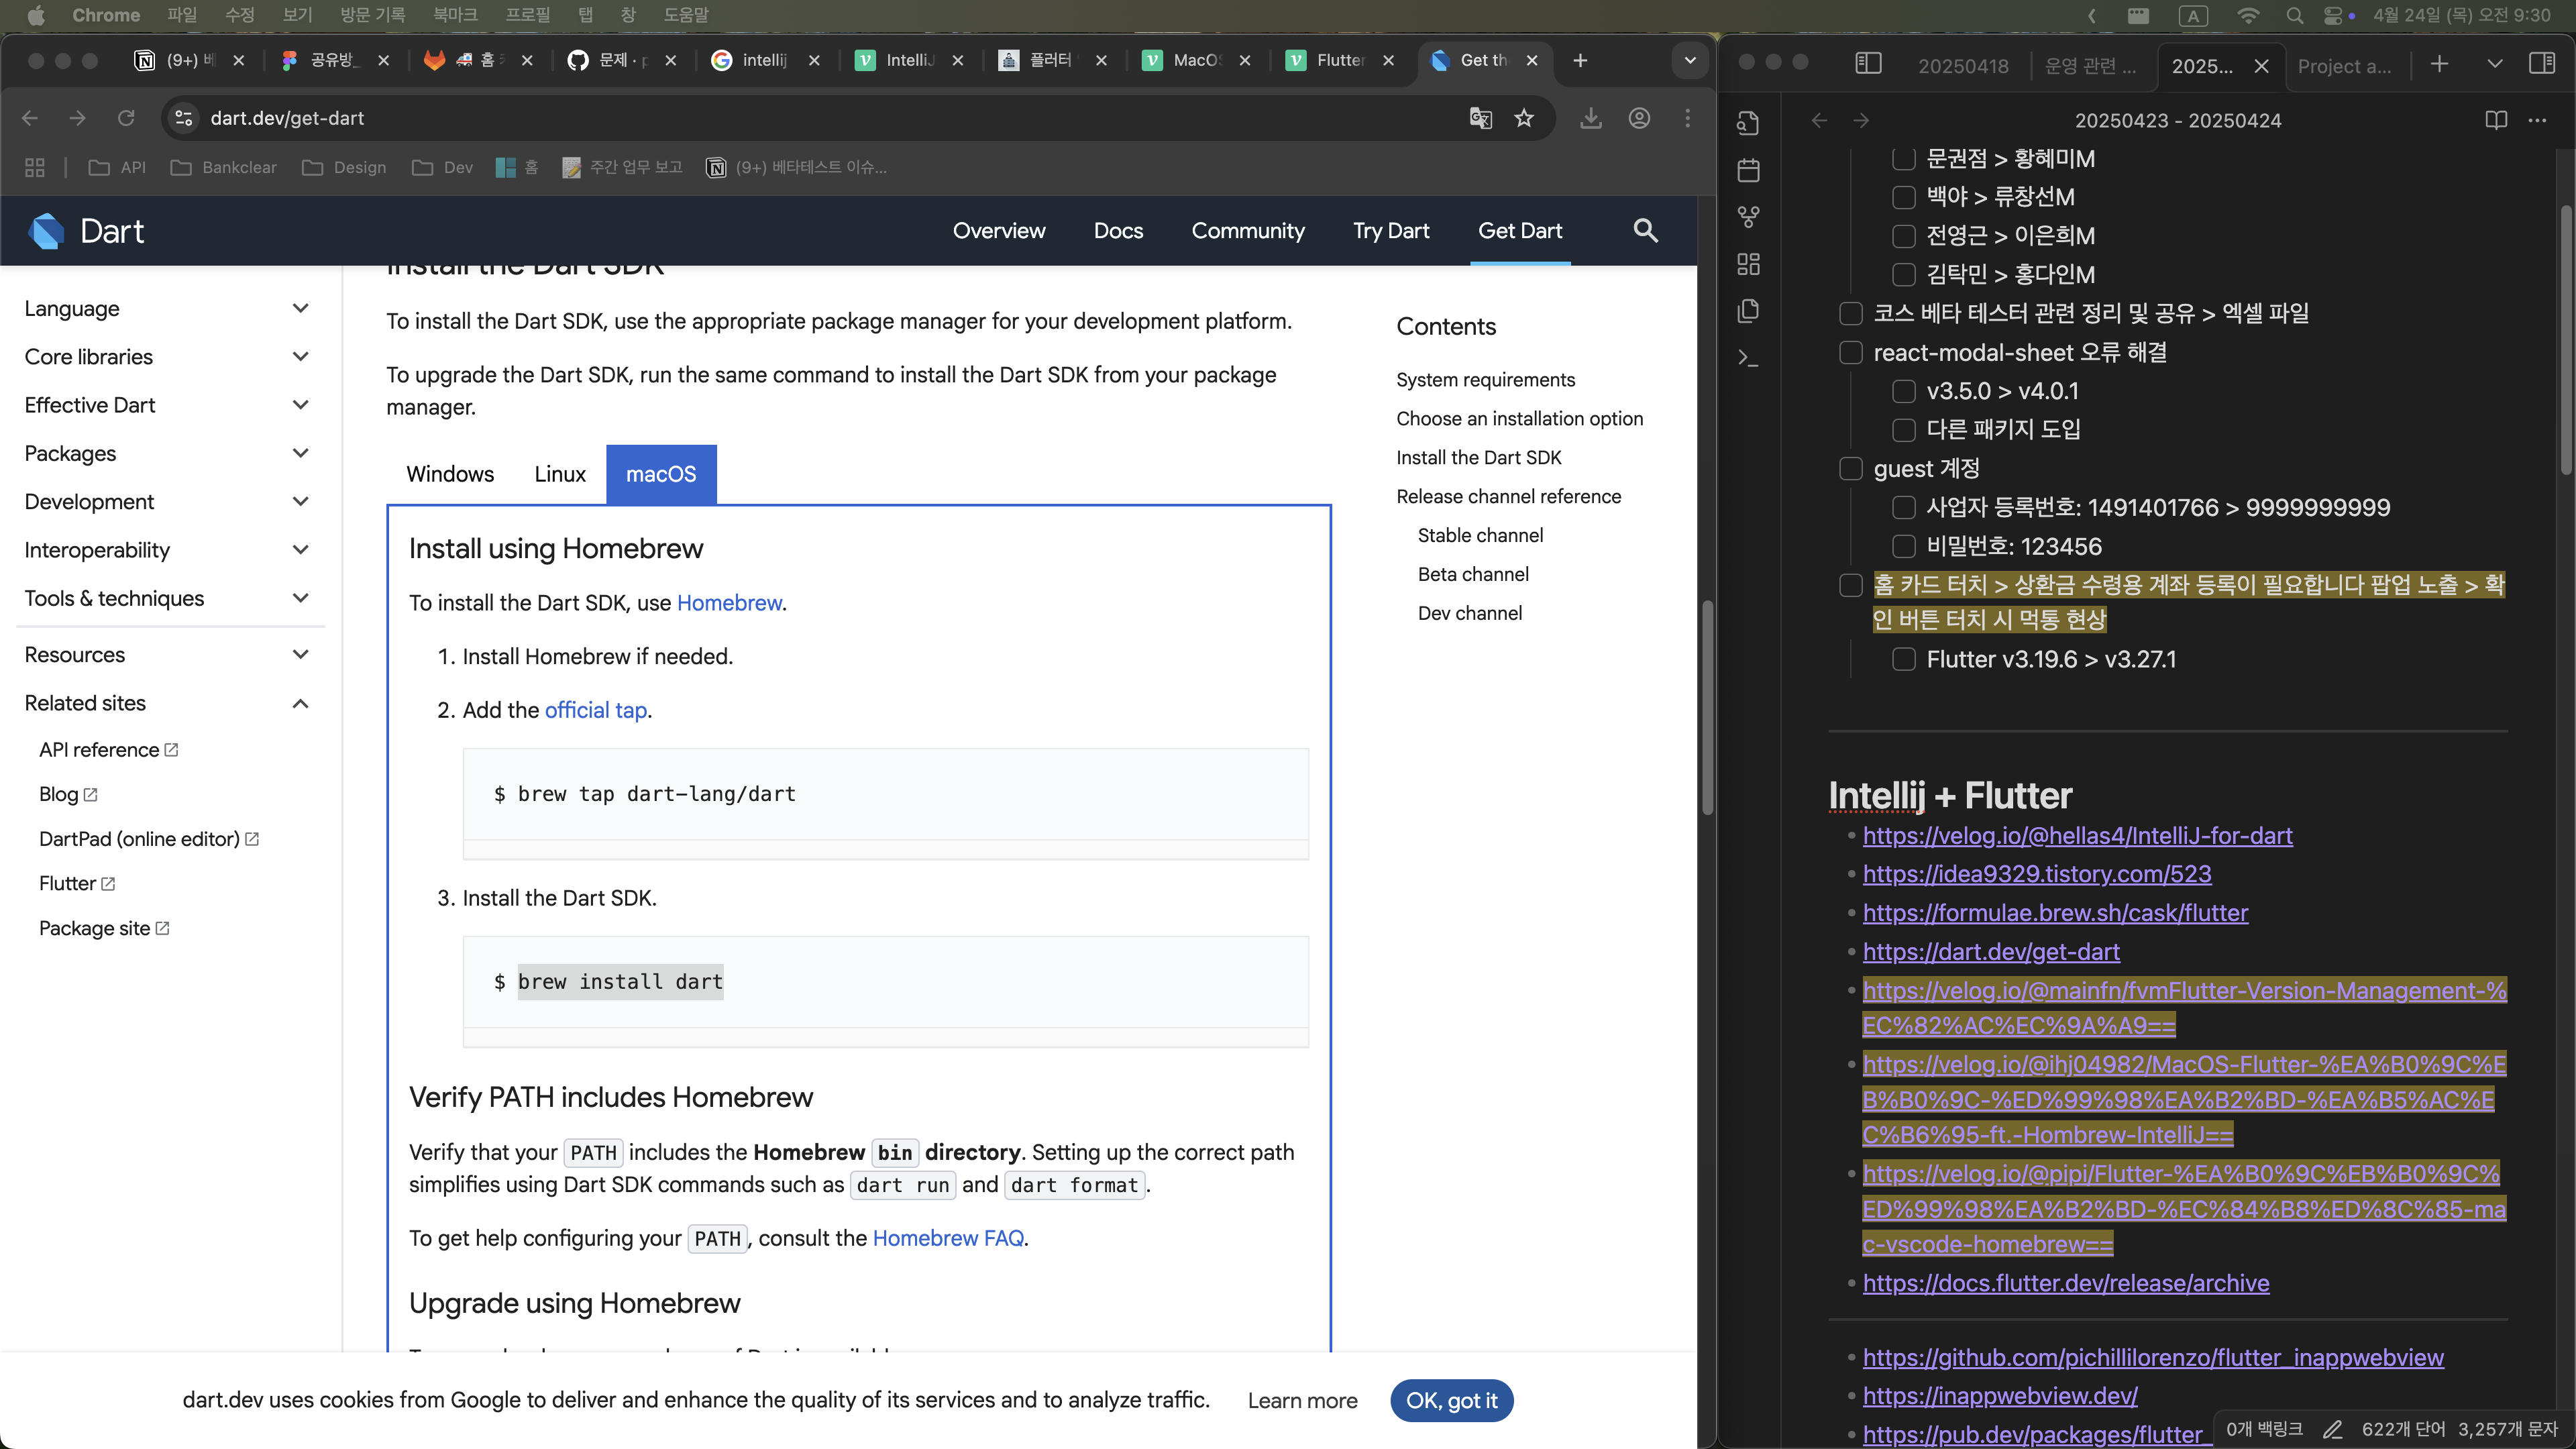 Chrome 파일 수정 보기 방문 기록 북마크 프로필 탭 창 도움말
A 4월 24일 (목) 오전 9:30
(9+) 베
공유방_
홈
문제 · p
intellij
IntelliJ
플러터
MacOS
Flutter
Get th
dart.dev/get-dart
API
Bankclear
Design
Dev
홈
주간 업무 보고
(9+) 베타테스트 이슈...
Dart
Overview
Docs
Community
Try Dart
Get Dart
Language
Core libraries
Effective Dart
Packages
Development
Interoperability
Tools & techniques
Resources
Related sites
API reference
Blog
DartPad (online editor)
Flutter
Package site
Install the Dart SDK
To install the Dart SDK, use the appropriate package manager for your development platform.
To upgrade the Dart SDK, run the same command to install the Dart SDK from your package
manager.
Windows
Linux
macOS
Install using Homebrew
To install the Dart SDK, use Homebrew.
1. Install Homebrew if needed.
2. Add the official tap.
$ brew tap dart-lang/dart
3. Install the Dart SDK.
$ brew install dart
Verify PATH includes Homebrew
Verify that your PATH includes the Homebrew bin directory. Setting up the correct path
simplifies using Dart SDK commands such as dart run and dart format.
To get help configuring your PATH, consult the Homebrew FAQ.
Upgrade using Homebrew
Contents
System requirements
Choose an installation option
Install the Dart SDK
Release channel reference
Stable channel
Beta channel
Dev channel
dart.dev uses cookies from Google to deliver and enhance the quality of its services and to analyze traffic.
Learn more
OK, got it
20250418
운영 관련 ...
2025...
Project a...
20250423 - 20250424
문권점 > 황혜미M
백야 > 류창선M
전영근 > 이은희M
김탁민 > 홍다인M
코스 베타 테스터 관련 정리 및 공유 > 엑셀 파일
react-modal-sheet 오류 해결
v3.5.0 > v4.0.1
다른 패키지 도입
guest 계정
사업자 등록번호: 1491401766 > 9999999999
비밀번호: 123456
홈 카드 터치 > 상환금 수령용 계좌 등록이 필요합니다 팝업 노출 > 확
인 버튼 터치 시 먹통 현상
Flutter v3.19.6 > v3.27.1
Intellij + Flutter
https://velog.io/@hellas4/IntelliJ-for-dart
https://idea9329.tistory.com/523
https://formulae.brew.sh/cask/flutter
https://dart.dev/get-dart
https://velog.io/@mainfn/fvmFlutter-Version-Management-%
EC%82%AC%EC%9A%A9==
https://velog.io/@ihj04982/MacOS-Flutter-%EA%B0%9C%E
B%B0%9C-%ED%99%98%EA%B2%BD-%EA%B5%AC%E
C%B6%95-ft.-Hombrew-IntelliJ==
https://velog.io/@pipi/Flutter-%EA%B0%9C%EB%B0%9C%
ED%99%98%EA%B2%BD-%EC%84%B8%ED%8C%85-ma
c-vscode-homebrew==
https://docs.flutter.dev/release/archive
https://github.com/pichillilorenzo/flutter_inappwebview
https://inappwebview.dev/
https://pub.dev/packages/flutter_
0개 백링크
622개 단어
3,257개 문자